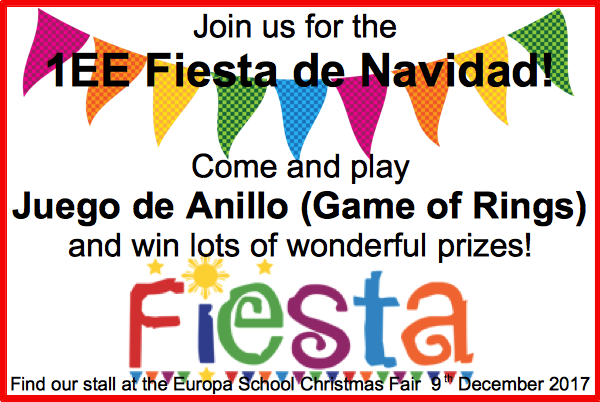 Join us for the
1EE Fiesta de Navidad!
Come and play
Juego de Anillo (Game of Rings)
and win lots of wonderful prizes!
Fiesta
Find our stall at the Europa School Christmas Fair 9th December 2017